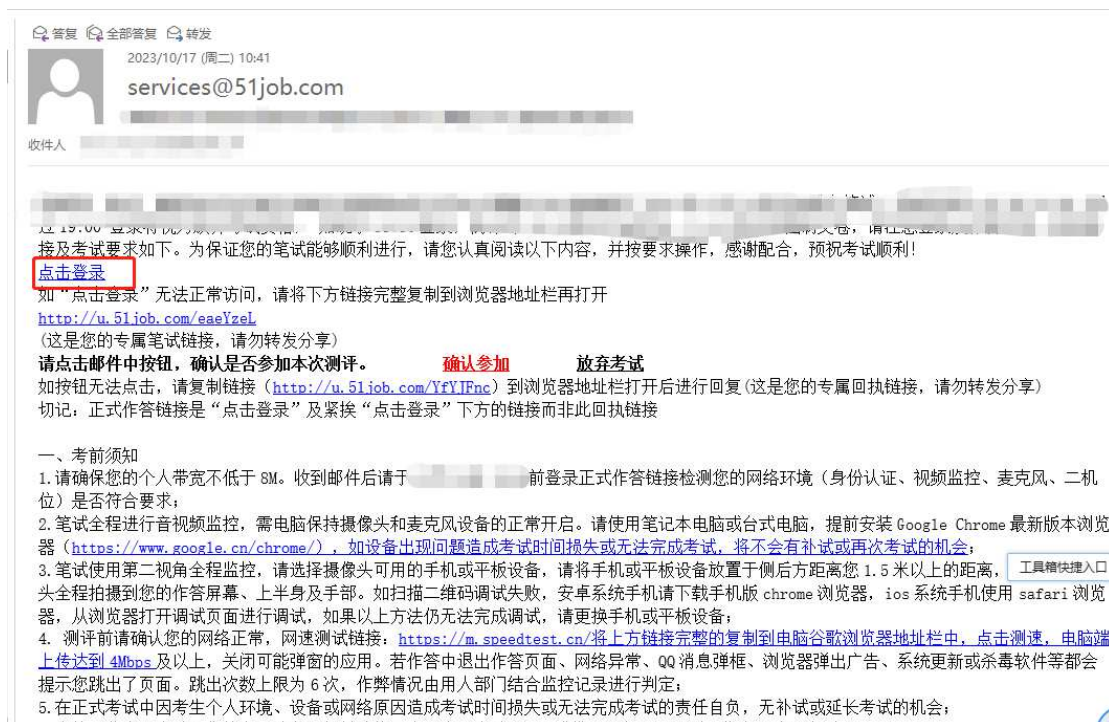 答复 全部答复 转发
2023/10/17 (周二) 10:41
services@51job.com
收件人
接及考试要求如下。为保证您的笔试能够顺利进行，请您认真阅读以下内容，并按要求操作，感谢配合，预祝考试顺利！
点击登录
如“点击登录”无法正常访问，请将下方链接完整复制到浏览器地址栏再打开
http://u.51job.com/eaeYzeL
(这是您的专属笔试链接，请勿转发分享)
请点击邮件中按钮，确认是否参加本次测评。 确认参加 放弃考试
如按钮无法点击，请复制链接（http://u.51job.com/YfYJFnc）到浏览器地址栏打开后进行回复(这是您的专属回执链接，请勿转发分享)
切记：正式作答链接是“点击登录”及紧挨“点击登录”下方的链接而非此回执链接
一、考前须知
1.请确保您的个人带宽不低于8M。收到邮件后请于 前登录正式作答链接检测您的网络环境（身份认证、视频监控、麦克风、二机
位）是否符合要求；
2.笔试全程进行音视频监控，需电脑保持摄像头和麦克风设备的正常开启。请使用笔记本电脑或台式电脑，提前安装Google Chrome最新版本浏览
器（https://www.google.cn/chrome/），如设备出现问题造成考试时间损失或无法完成考试，将不会有补试或再次考试的机会；
3.笔试使用第二视角全程监控，请选择摄像头可用的手机或平板设备，请将手机或平板设备放置于侧后方距离您1.5米以上的距离， 工具箱快捷入口
头全程拍摄到您的作答屏幕、上半身及手部。如扫描二维码调试失败，安卓系统手机请下载手机版chrome浏览器，ios系统手机使用safari浏览
器，从浏览器打开调试页面进行调试，如果以上方法仍无法完成调试，请更换手机或平板设备；
4. 测评前请确认您的网络正常，网速测试链接：https://m.speedtest.cn/将上方链接完整的复制到电脑谷歌浏览器地址栏中，点击测速，电脑端
上传达到4Mbps及以上，关闭可能弹窗的应用。若作答中退出作答页面、网络异常、QQ消息弹框、浏览器弹出广告、系统更新或杀毒软件等都会
提示您跳出了页面。跳出次数上限为6次，作弊情况由用人部门结合监控记录进行判定；
5.在正式考试中因考生个人环境、设备或网络原因造成考试时间损失或无法完成考试的责任自负，无补试或延长考试的机会；